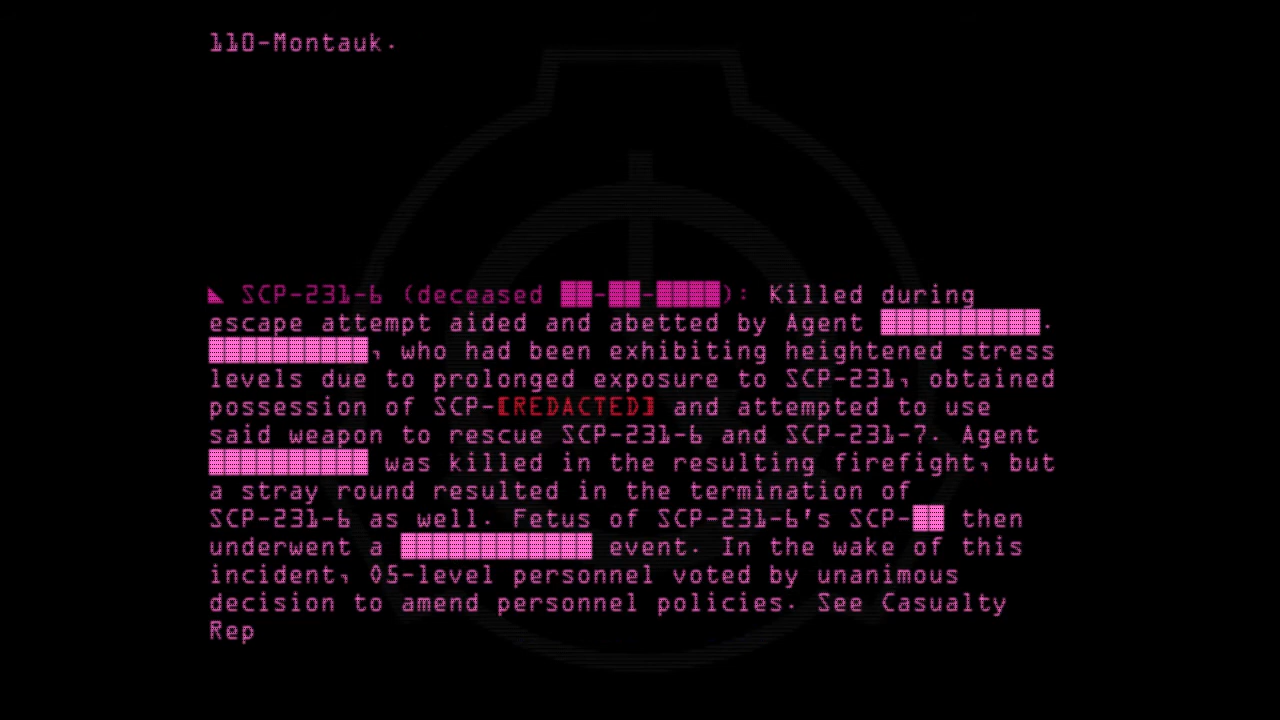 110-Montauk.
◣ SCP-231-6 (deceased ██-██-████): Killed during
escape attempt aided and abetted by Agent ██████████.
██████████, who had been exhibiting heightened stress
levels due to prolonged exposure to SCP-231, obtained
possession of SCP-[REDACTED] and attempted to use
said weapon to rescue SCP-231-6 and SCP-231-7. Agent
██████████ was killed in the resulting firefight, but
a stray round resulted in the termination of
SCP-231-6 as well. Fetus of SCP-231-6's SCP-██ then
underwent a ████████████ event. In the wake of this
incident, O5-level personnel voted by unanimous
decision to amend personnel policies. See Casualty
Rep